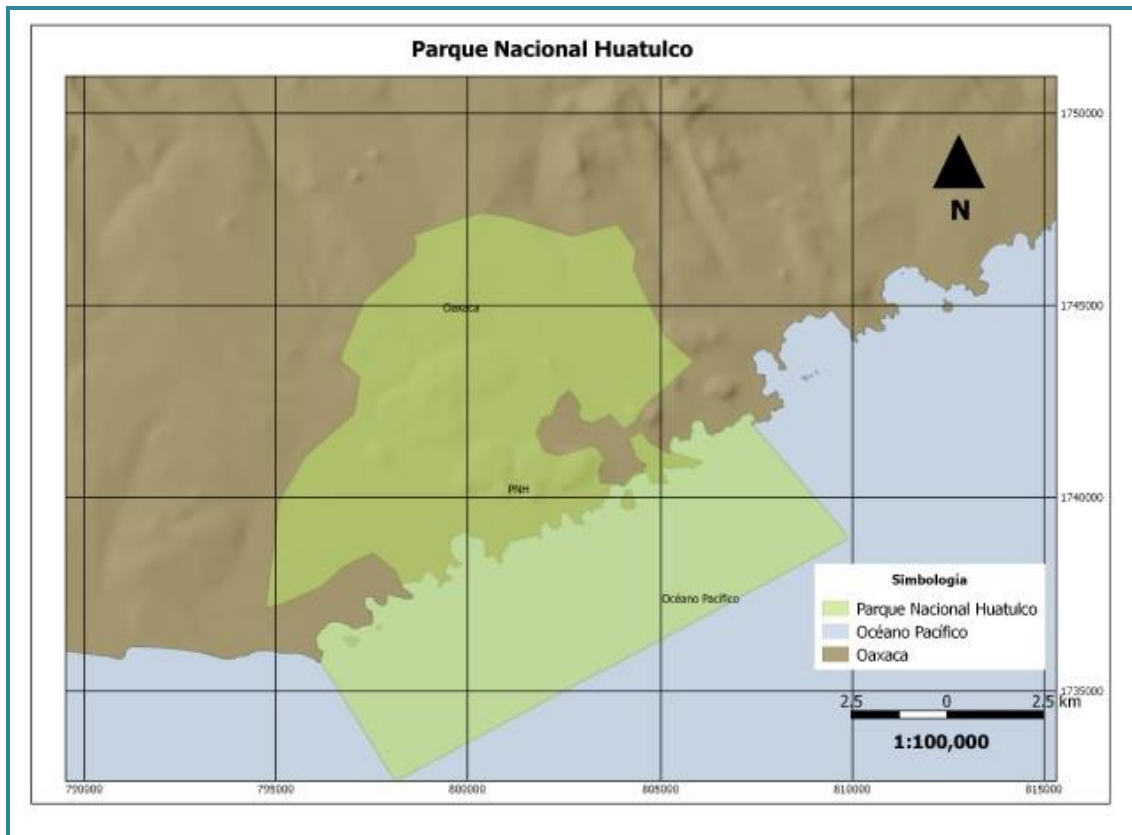 Parque Nacional Huatulco
1750000
N
Oaxaca
1745000
PNH
1740000
Océano Pacífico
Simbología
Parque Nacional Huatulco
Océano Pacífico
Oaxaca
1735000
2.5 0 2.5 km
1:100,000
790000 795000 800000 805000 810000 815000